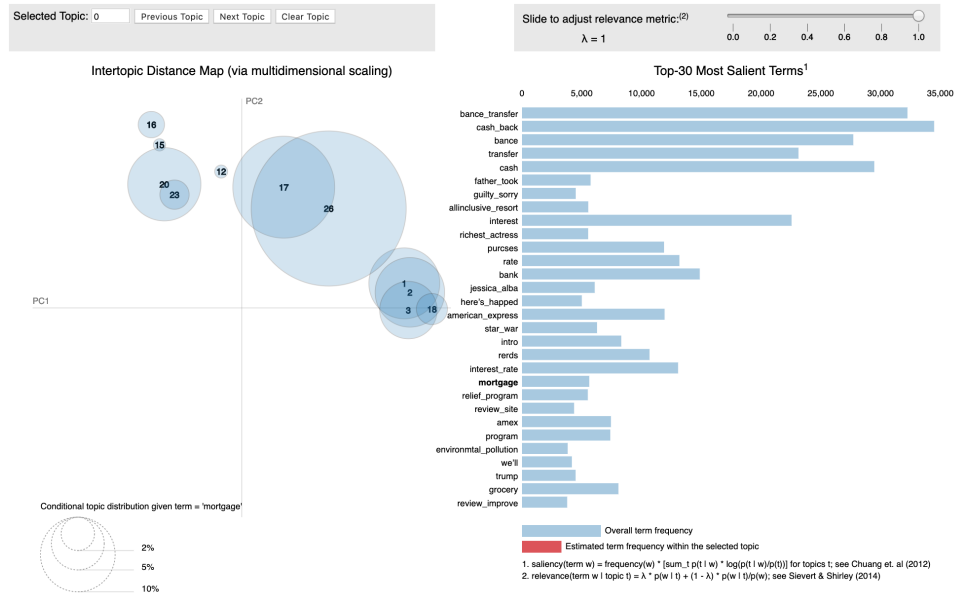 Selected Topic: 0 Previous Topic Next Topic Clear Topic
Slide to adjust relevance metric:(2)
λ = 1
0.0 0.2 0.4 0.6 0.8 1.0
Intertopic Distance Map (via multidimensional scaling)
PC2
PC1
16
15
12
20
23
17
26
1
2
3
18
Conditional topic distribution given term = 'mortgage'
2%
5%
10%
Top-30 Most Salient Terms1
0 5,000 10,000 15,000 20,000 25,000 30,000 35,000
bance_transfer
cash_back
bance
transfer
cash
father_took
guilty_sorry
allinclusive_resort
interest
richest_actress
purcses
rate
bank
jessica_alba
here's_happed
american_express
star_war
intro
rerds
interest_rate
mortgage
relief_program
review_site
amex
program
environmtal_pollution
we'll
trump
grocery
review_improve
Overall term frequency
Estimated term frequency within the selected topic
1. saliency(term w) = frequency(w) * [sum_t p(t | w) * log(p(t | w)/p(t))] for topics t; see Chuang et. al (2012)
2. relevance(term w | topic t) = λ * p(w | t) + (1 - λ) * p(w | t)/p(w); see Sievert & Shirley (2014)